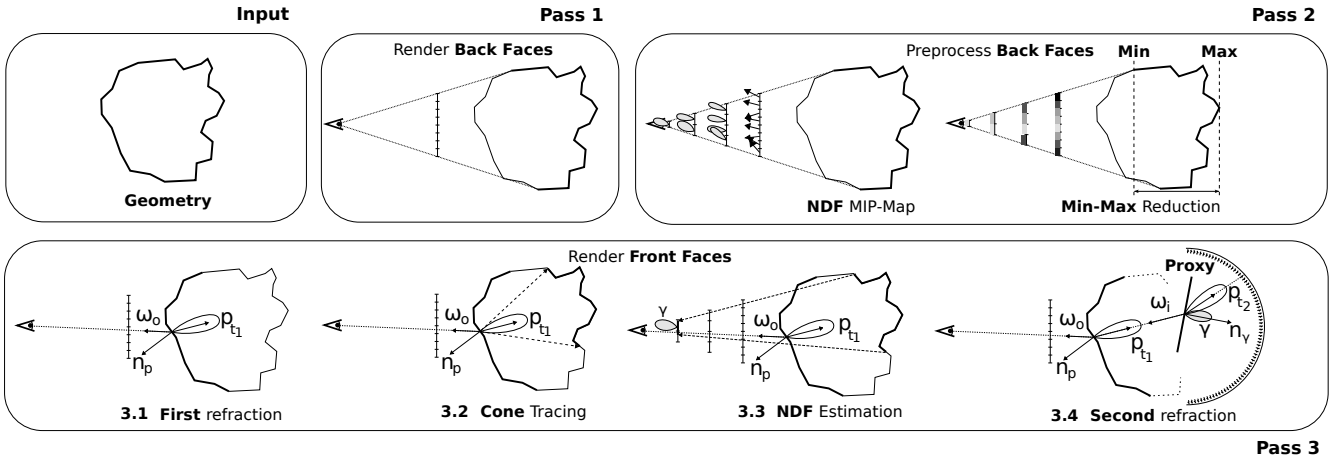 Input
Pass 1
Pass 2
Geometry
Render Back Faces
Preprocess Back Faces
Min
Max
NDF MIP-Map
Min-Max Reduction
Render Front Faces
ω_o
p_t1
n_p
3.1 First refraction
ω_o
p_t1
n_p
3.2 Cone Tracing
γ
ω_o
p_t1
n_p
3.3 NDF Estimation
Proxy
ω_o
ω_i
p_t2
p_t1
γ
n_γ
n_p
3.4 Second refraction
Pass 3